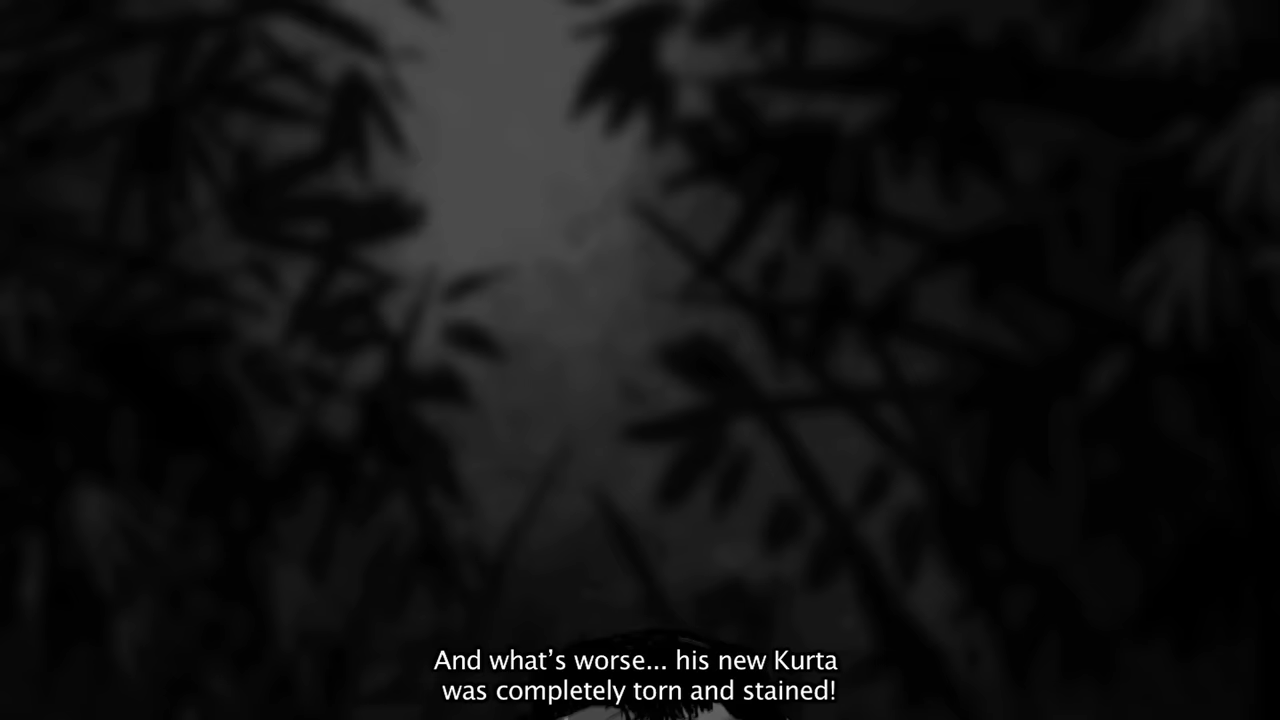 And what’s worse... his new Kurta
was completely torn and stained!